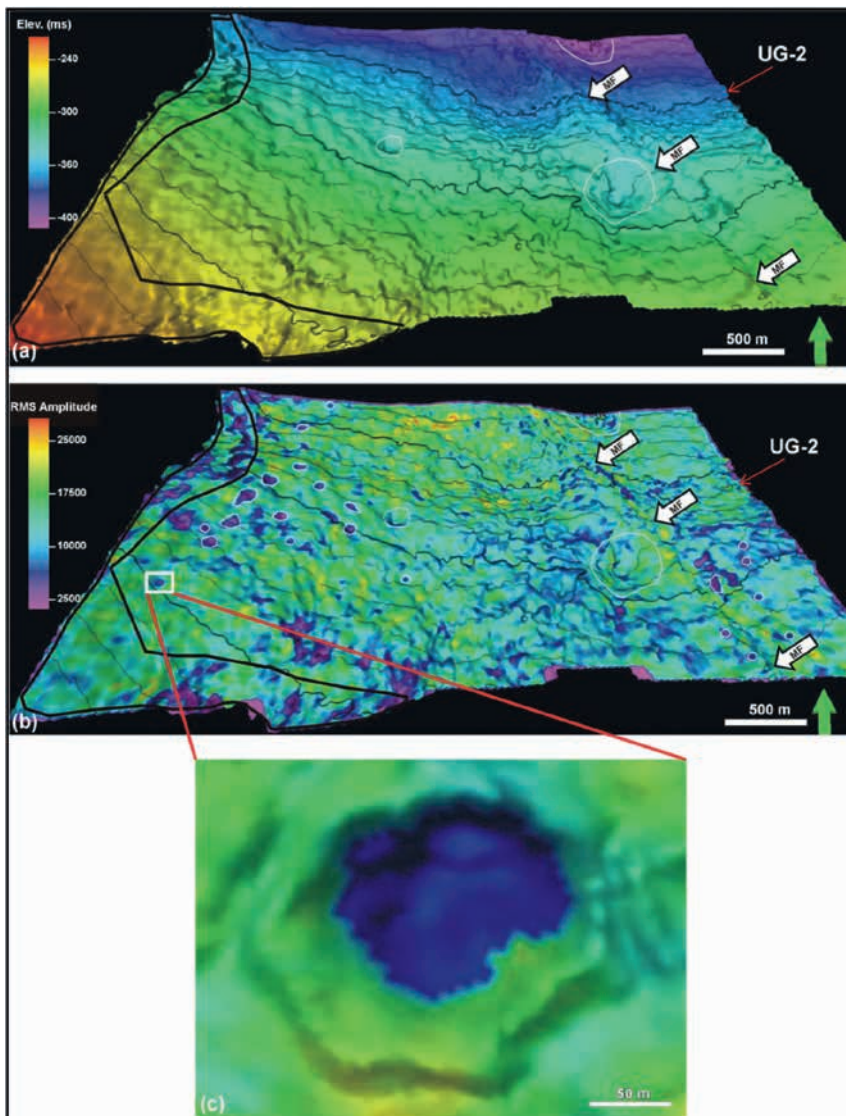 Elev. (ms)
-240
-300
-360
-400
UG-2
MF
MF
MF
500 m
(a)
RMS Amplitude
25000
17500
10000
2500
UG-2
MF
MF
MF
500 m
(b)
50 m
(c)